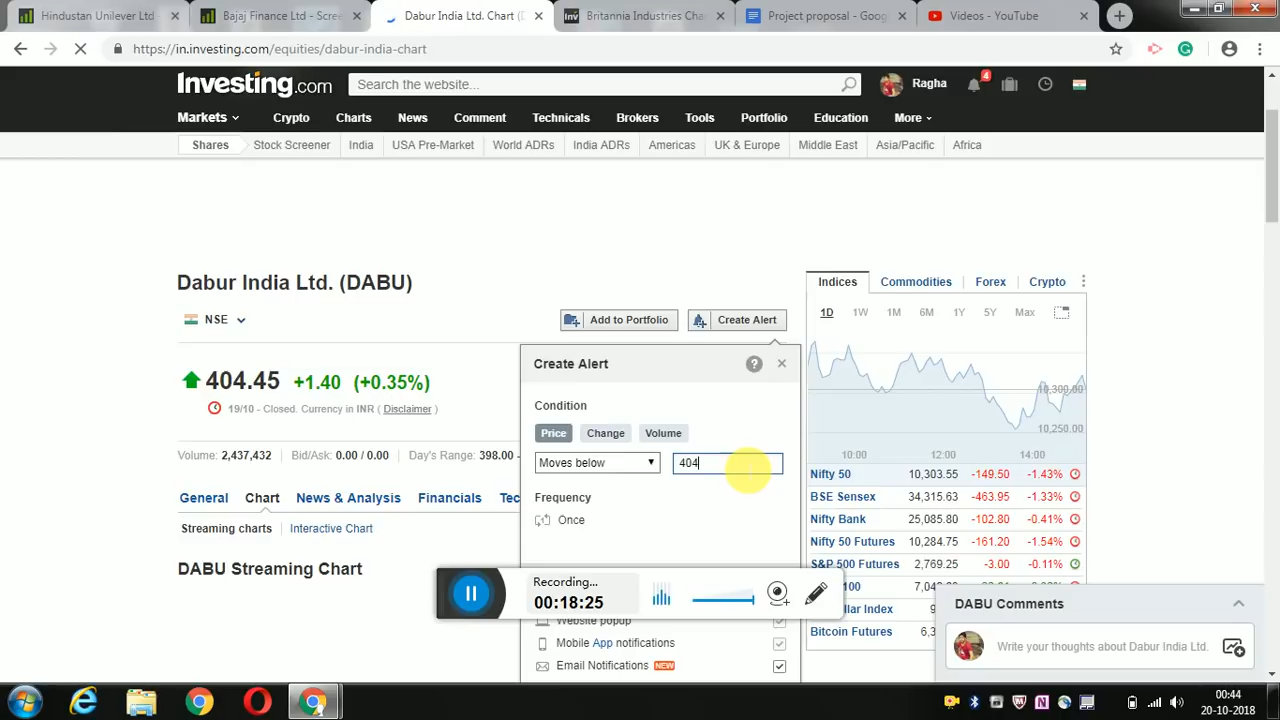 Hindustan Unilever Ltd
Bajaj Finance Ltd - Scree
Dabur India Ltd. Chart (D
Britannia Industries Char
Project proposal - Goog
Videos - YouTube
https://in.investing.com/equities/dabur-india-chart
Investing.com
Search the website...
Ragha
4
Markets
Crypto
Charts
News
Comment
Technicals
Brokers
Tools
Portfolio
Education
More
Shares
Stock Screener
India
USA Pre-Market
World ADRs
India ADRs
Americas
UK & Europe
Middle East
Asia/Pacific
Africa
Dabur India Ltd. (DABU)
NSE
Add to Portfolio
Create Alert
404.45 +1.40 (+0.35%)
19/10 - Closed. Currency in INR ( Disclaimer )
Volume: 2,437,432
Bid/Ask: 0.00 / 0.00
Day's Range: 398.00 -
General
Chart
News & Analysis
Financials
Tec
Streaming charts
Interactive Chart
DABU Streaming Chart
Create Alert
?
Condition
Price
Change
Volume
Moves below
404
Frequency
Once
Website popup
Mobile App notifications
Email Notifications NEW
Recording...
00:18:25
Indices
Commodities
Forex
Crypto
1D
1W
1M
6M
1Y
5Y
Max
10,300.00
10,250.00
10:00
12:00
14:00
Nifty 50 10,303.55 -149.50 -1.43%
BSE Sensex 34,315.63 -463.95 -1.33%
Nifty Bank 25,085.80 -102.80 -0.41%
Nifty 50 Futures 10,284.75 -161.20 -1.54%
S&P 500 Futures 2,769.25 -3.00 -0.11%
Bitcoin Futures
DABU Comments
Write your thoughts about Dabur India Ltd.
00:44
20-10-2018